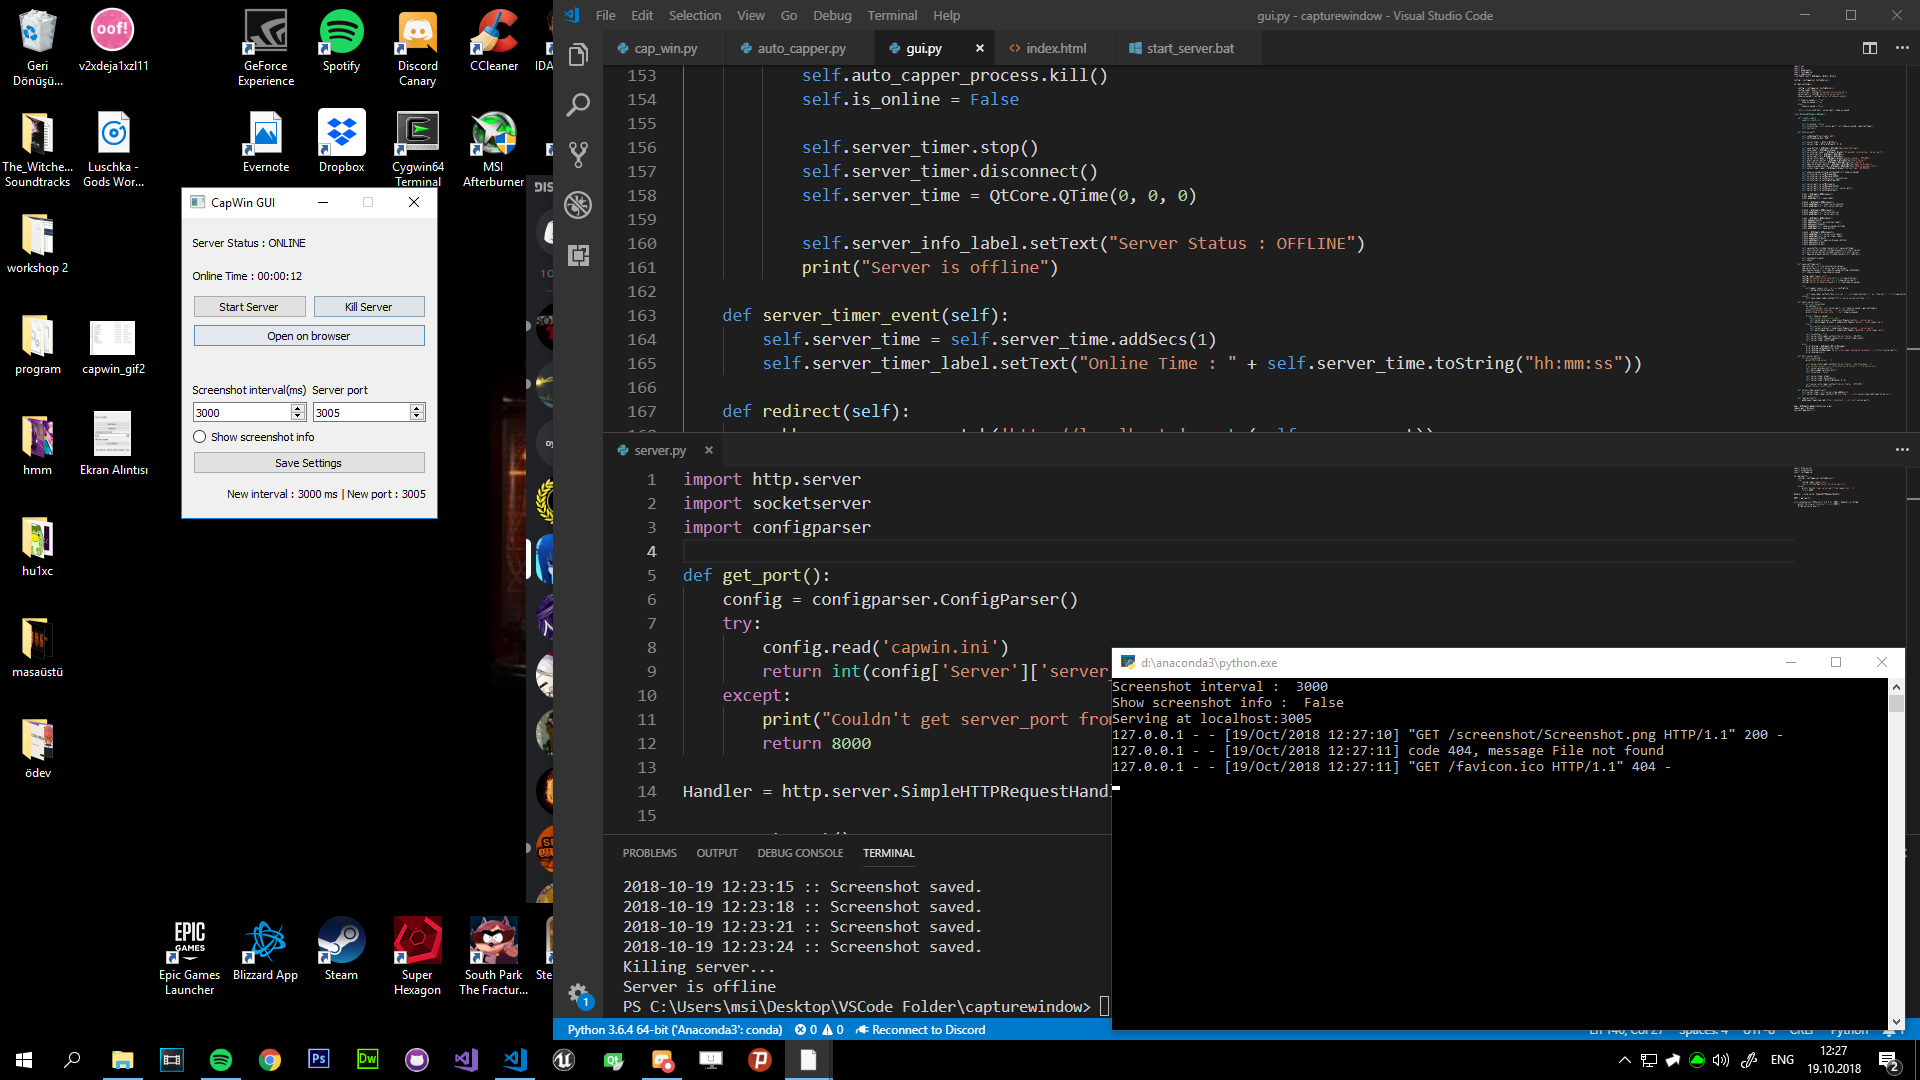 Geri
Dönüşü...
v2xdeja1xzl11
GeForce
Experience
Spotify
Discord
Canary
CCleaner
IDA
The_Witche...
Soundtracks
Luschka -
Gods Wor...
Evernote
Dropbox
Cygwin64
Terminal
MSI
Afterburner
workshop 2
program
capwin_gif2
hmm
Ekran Alıntısı
hu1xc
masaüstü
ödev
EPIC
GAMES
Epic Games
Launcher
Blizzard App
Steam
Super
Hexagon
South Park
The Fractur...
Ste
oof!
CapWin GUI
Server Status : ONLINE
Online Time : 00:00:12
Start Server
Kill Server
Open on browser
Screenshot interval(ms) Server port
3000
3005
Show screenshot info
Save Settings
New interval : 3000 ms | New port : 3005
DIS
File Edit Selection View Go Debug Terminal Help
gui.py - capturewindow - Visual Studio Code
cap_win.py
auto_capper.py
gui.py
index.html
start_server.bat
153 self.auto_capper_process.kill()
154 self.is_online = False
155
156 self.server_timer.stop()
157 self.server_timer.disconnect()
158 self.server_time = QtCore.QTime(0, 0, 0)
159
160 self.server_info_label.setText("Server Status : OFFLINE")
161 print("Server is offline")
162
163 def server_timer_event(self):
164 self.server_time = self.server_time.addSecs(1)
165 self.server_timer_label.setText("Online Time : " + self.server_time.toString("hh:mm:ss"))
166
167 def redirect(self):
server.py
1 import http.server
2 import socketserver
3 import configparser
4
5 def get_port():
6 config = configparser.ConfigParser()
7 try:
8 config.read('capwin.ini')
9 return int(config['Server']['server_
10 except:
11 print("Couldn't get server_port from
12 return 8000
13
14 Handler = http.server.SimpleHTTPRequestHandl
15
PROBLEMS OUTPUT DEBUG CONSOLE TERMINAL
2018-10-19 12:23:15 :: Screenshot saved.
2018-10-19 12:23:18 :: Screenshot saved.
2018-10-19 12:23:21 :: Screenshot saved.
2018-10-19 12:23:24 :: Screenshot saved.
Killing server...
Server is offline
PS C:\Users\msi\Desktop\VSCode Folder\capturewindow>
d:\anaconda3\python.exe
Screenshot interval : 3000
Show screenshot info : False
Serving at localhost:3005
127.0.0.1 - - [19/Oct/2018 12:27:10] "GET /screenshot/Screenshot.png HTTP/1.1" 200 -
127.0.0.1 - - [19/Oct/2018 12:27:11] code 404, message File not found
127.0.0.1 - - [19/Oct/2018 12:27:11] "GET /favicon.ico HTTP/1.1" 404 -
1
Python 3.6.4 64-bit ('Anaconda3': conda) 0 0 Reconnect to Discord
Ps
Dw
ENG
12:27
19.10.2018
2